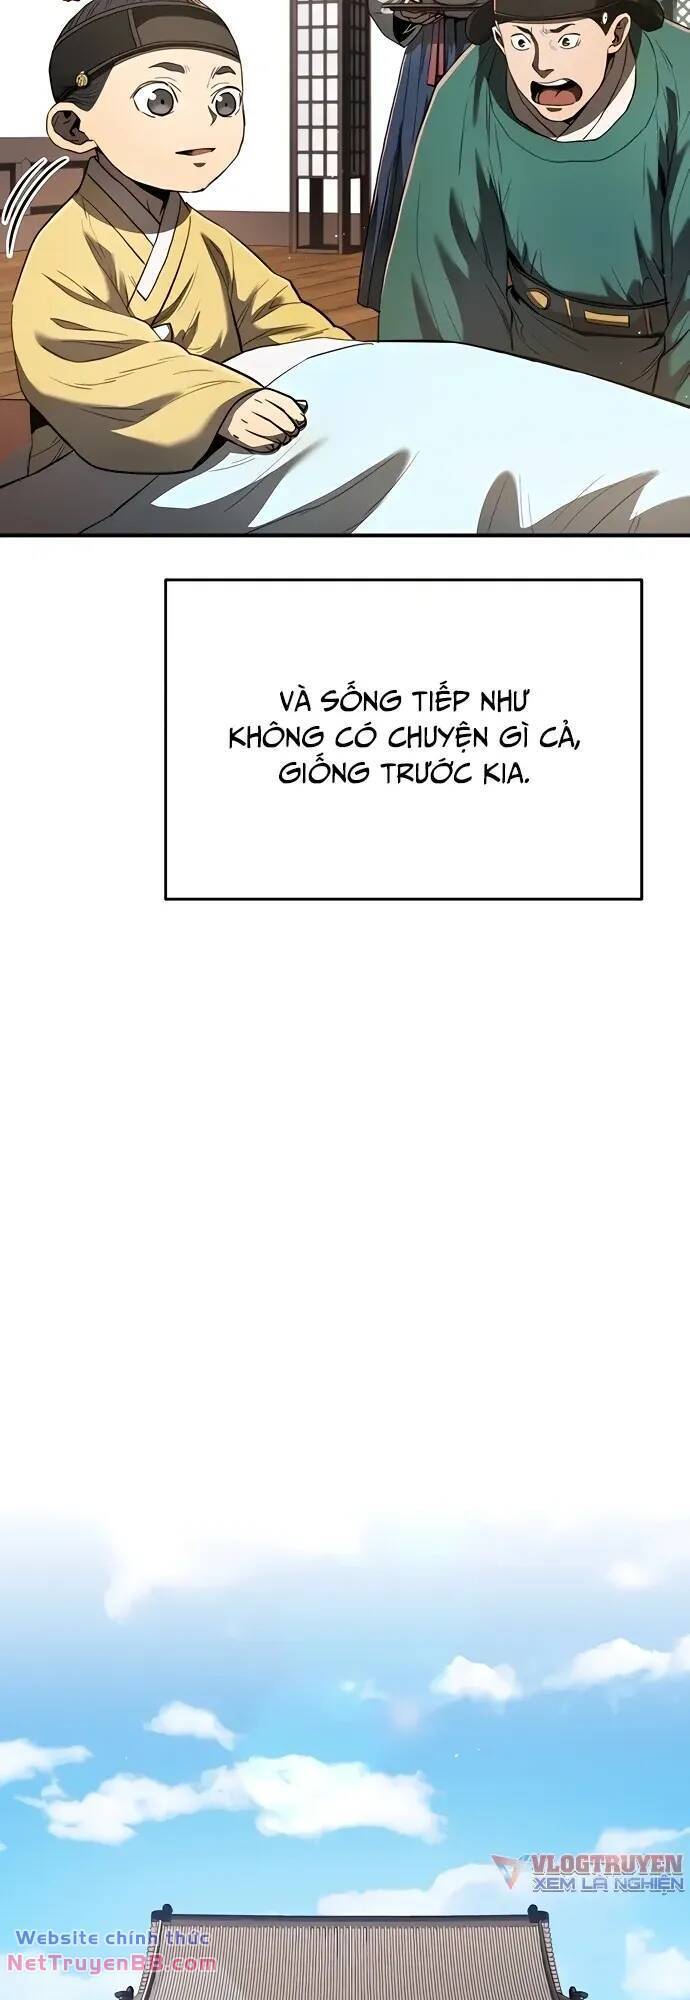 VÀ SỐNG TIẾP NHƯ
KHÔNG CÓ CHUYỆN GÌ CẢ,
GIỐNG TRƯỚC KIA.
VLOGTRUYEN
XEM LÀ NGHIỆN
Website chính thức
NetTruyen88.com